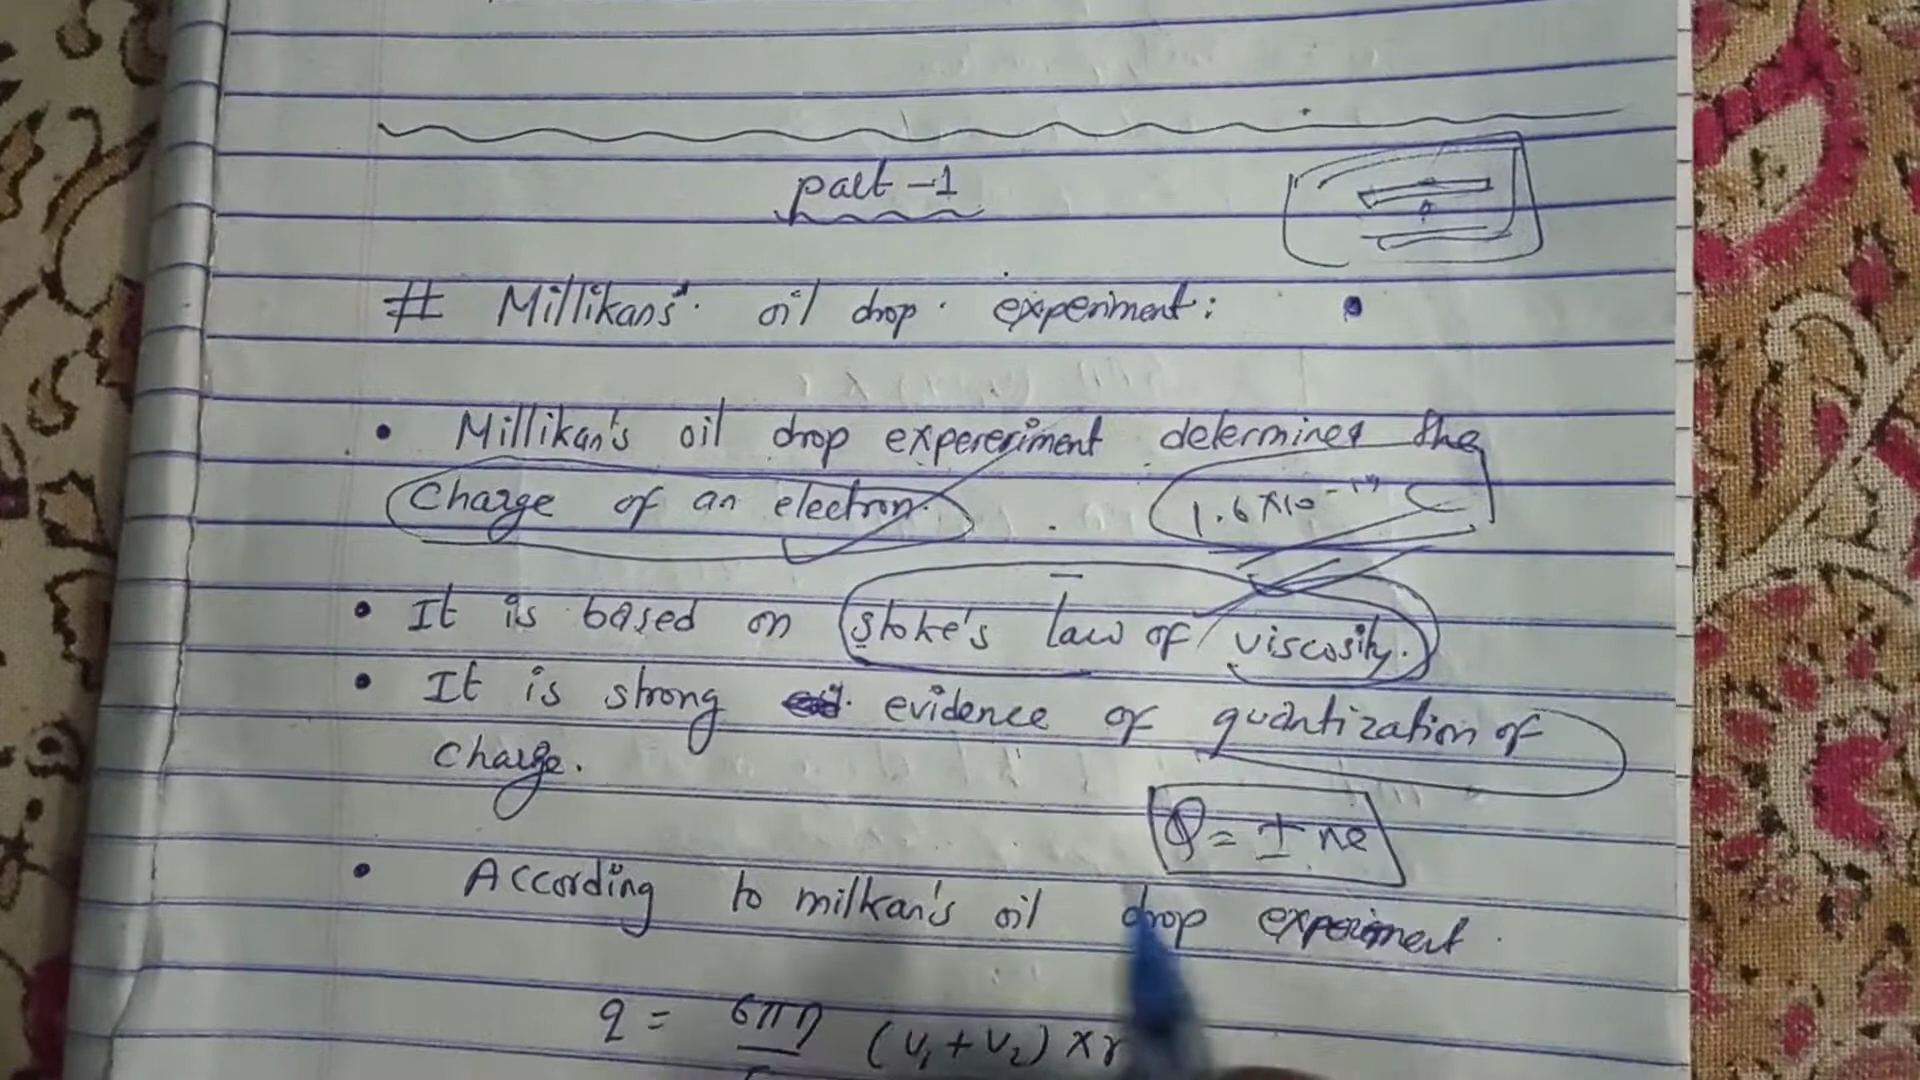 part -1
# Millikans' oil drop experiment:
• Millikan's oil drop expereriment determines the
Charge of an electron. 1.6 x 10⁻¹⁹ C
• It is based on stoke's law of viscosity.
• It is strong evidence of quantization of
Charge.
Q = ± ne
• According to milkan's oil drop experiment
q = 6πη (v₁ + v₂) x r